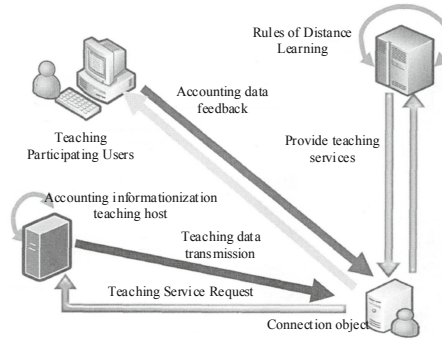 Rules of Distance
Learning
Accounting data
feedback
Teaching
Participating Users
Provide teaching
services
Accounting informationization
teaching host
Teaching data
transmission
Teaching Service Request
Connection object